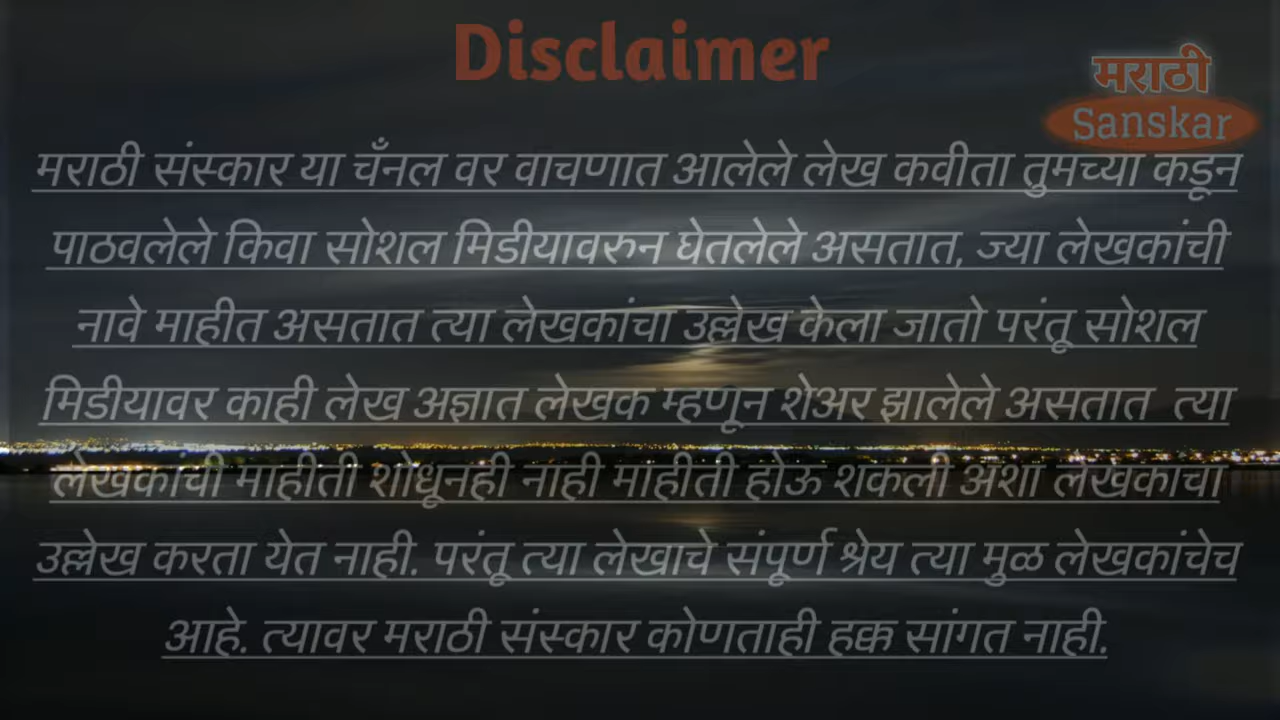 Disclaimer
मराठी
Sanskar
मराठी संस्कार या चँनल वर वाचणात आलेले लेख कवीता तुमच्या कडून
पाठवलेले किवा सोशल मिडीयावरुन घेतलेले असतात, ज्या लेखकांची
नावे माहीत असतात त्या लेखकांचा उल्लेख केला जातो परंतू सोशल
मिडीयावर काही लेख अज्ञात लेखक म्हणून शेअर झालेले असतात त्या
लेखकांची माहीती शोधूनही नाही माहीती होऊ शकली अशा लेखकाचा
उल्लेख करता येत नाही. परंतू त्या लेखाचे संपूर्ण श्रेय त्या मुळ लेखकांचेच
आहे. त्यावर मराठी संस्कार कोणताही हक्क सांगत नाही.